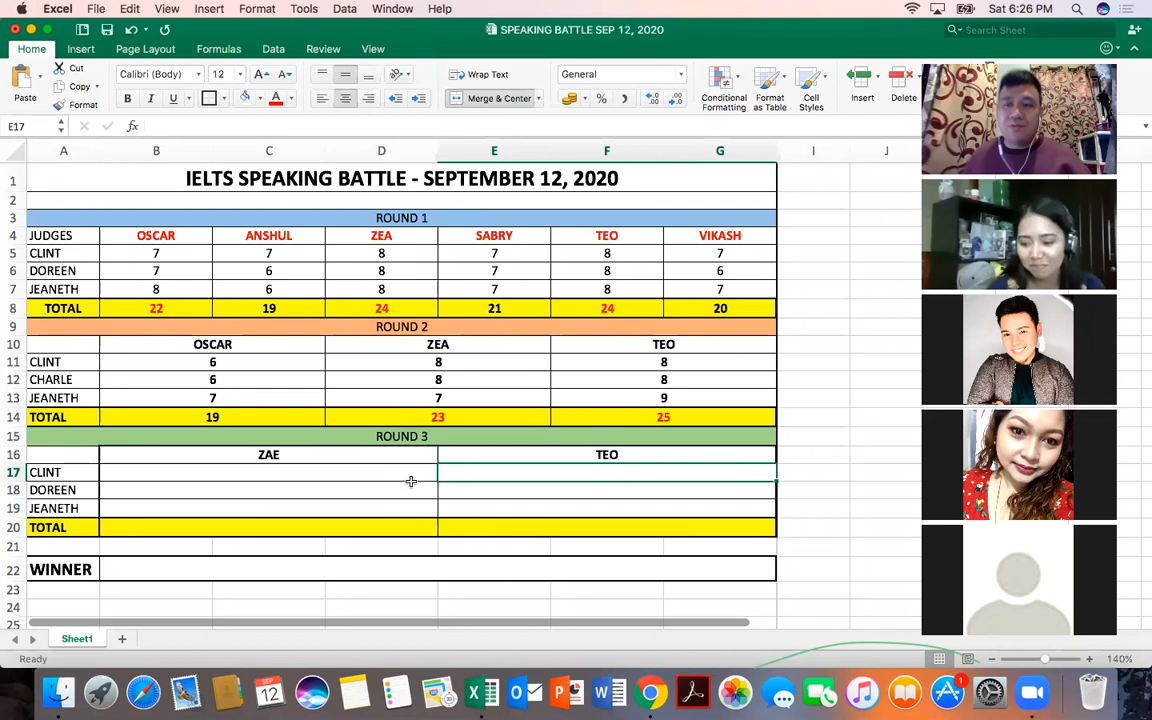 Excel File Edit View Insert Format Tools Data Window Help Sat 6:26 PM
SPEAKING BATTLE SEP 12, 2020
Search Sheet
Home Insert Page Layout Formulas Data Review View
Paste
Cut
Copy
Format
Calibri (Body) 12
B I U
Wrap Text
Merge & Center
General
Conditional Formatting
Format as Table
Cell Styles
Insert
Delete
E17 fx
A B C D E F G I J
1 IELTS SPEAKING BATTLE - SEPTEMBER 12, 2020
2
3 ROUND 1
4 JUDGES OSCAR ANSHUL ZEA SABRY TEO VIKASH
5 CLINT 7 7 8 7 8 7
6 DOREEN 7 6 8 7 8 6
7 JEANETH 8 6 8 7 8 7
8 TOTAL 22 19 24 21 24 20
9 ROUND 2
10 OSCAR ZEA TEO
11 CLINT 6 8 8
12 CHARLE 6 8 8
13 JEANETH 7 7 9
14 TOTAL 19 23 25
15 ROUND 3
16 ZAE TEO
17 CLINT
18 DOREEN
19 JEANETH
20 TOTAL
21
22 WINNER
23
24
25
Sheet1
Ready 140%
12
1